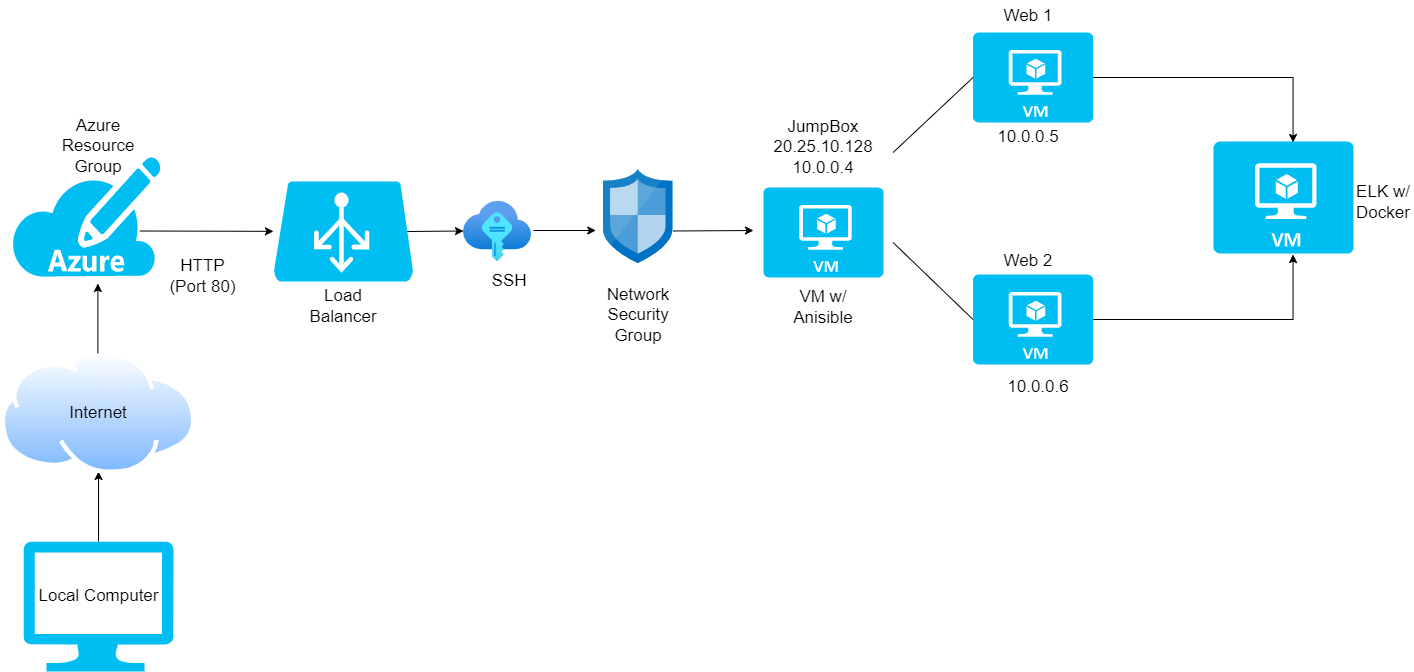 Web 1
VM
10.0.0.5
Azure
Resource
Group
Azure
HTTP
(Port 80)
Load
Balancer
SSH
Network
Security
Group
JumpBox
20.25.10.128
10.0.0.4
VM
VM w/
Anisible
Web 2
VM
10.0.0.6
VM
ELK w/
Docker
Internet
Local Computer